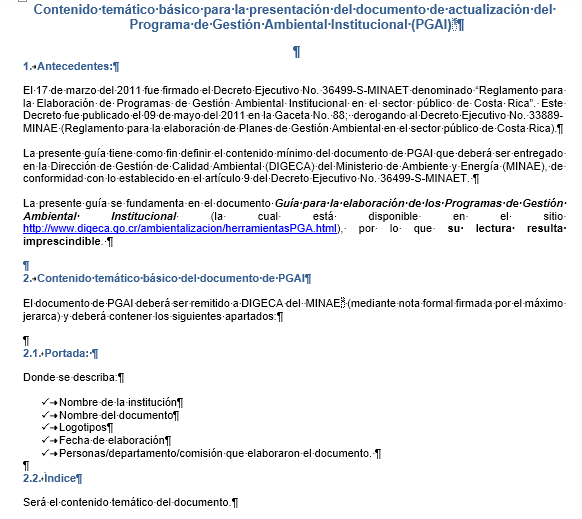 Contenido temático básico para la presentación del documento de actualización del
Programa de Gestión Ambiental Institucional (PGAI)
1. Antecedentes:
El 17 de marzo del 2011 fue firmado el Decreto Ejecutivo No. 36499-S-MINAET denominado “Reglamento para
la Elaboración de Programas de Gestión Ambiental Institucional en el sector público de Costa Rica”. Este
Decreto fue publicado el 09 de mayo del 2011 en la Gaceta No. 88; derogando al Decreto Ejecutivo No. 33889-
MINAE (Reglamento para la elaboración de Planes de Gestión Ambiental en el sector público de Costa Rica).
La presente guía tiene como fin definir el contenido mínimo del documento de PGAI que deberá ser entregado
en la Dirección de Gestión de Calidad Ambiental (DIGECA) del Ministerio de Ambiente y Energía (MINAE), de
conformidad con lo establecido en el artículo 9 del Decreto Ejecutivo No. 36499-S-MINAET.
La presente guía se fundamenta en el documento Guía para la elaboración de los Programas de Gestión
Ambiental Institucional (la cual está disponible en el sitio
http://www.digeca.go.cr/ambientalizacion/herramientasPGA.html), por lo que su lectura resulta
imprescindible.
2. Contenido temático básico del documento de PGAI
El documento de PGAI deberá ser remitido a DIGECA del MINAE (mediante nota formal firmada por el máximo
jerarca) y deberá contener los siguientes apartados:
2.1. Portada:
Donde se describa:
✓ Nombre de la institución
✓ Nombre del documento
✓ Logotipos
✓ Fecha de elaboración
✓ Personas/departamento/comisión que elaboraron el documento.
2.2. Índice
Será el contenido temático del documento.